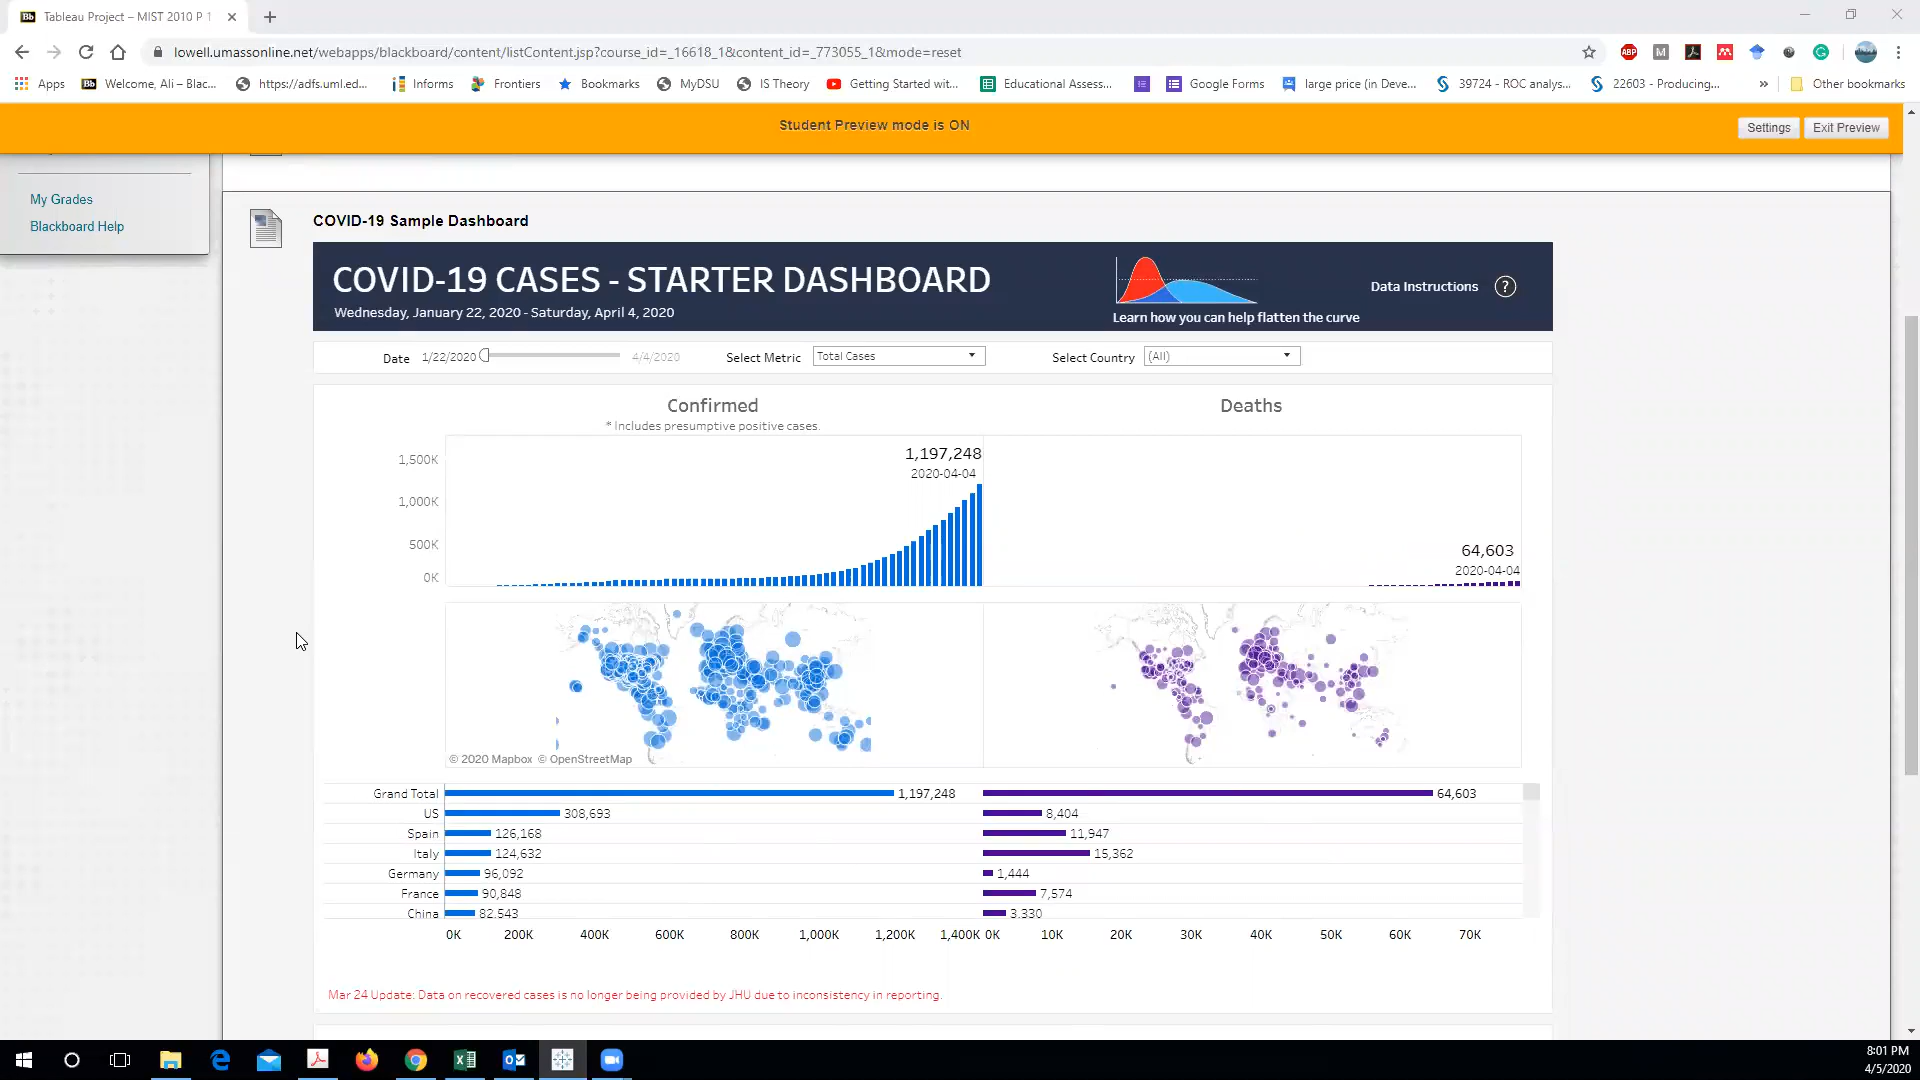 Tableau Project – MIST 2010 P 1
lowell.umassonline.net/webapps/blackboard/content/listContent.jsp?course_id=_16618_1&content_id=_773055_1&mode=reset
ABP
Apps
Bb Welcome, Ali – Blac...
https://adfs.uml.ed...
Informs
Frontiers
Bookmarks
MyDSU
IS Theory
Getting Started wit...
Educational Assess...
Google Forms
large price (in Deve...
39724 - ROC analys...
22603 - Producing...
»
Other bookmarks
Student Preview mode is ON
Settings
Exit Preview
My Grades
Blackboard Help
COVID-19 Sample Dashboard
COVID-19 CASES - STARTER DASHBOARD
Wednesday, January 22, 2020 - Saturday, April 4, 2020
Learn how you can help flatten the curve
Data Instructions ?
Date 1/22/2020 4/4/2020
Select Metric Total Cases
Select Country (All)
Confirmed
* Includes presumptive positive cases.
Deaths
1,500K
1,000K
500K
0K
1,197,248
2020-04-04
64,603
2020-04-04
© 2020 Mapbox © OpenStreetMap
Grand Total 1,197,248 64,603
US 308,693 8,404
Spain 126,168 11,947
Italy 124,632 15,362
Germany 96,092 1,444
France 90,848 7,574
China 82,543 3,330
0K 200K 400K 600K 800K 1,000K 1,200K 1,400K 0K 10K 20K 30K 40K 50K 60K 70K
Mar 24 Update: Data on recovered cases is no longer being provided by JHU due to inconsistency in reporting.
8:01 PM
4/5/2020